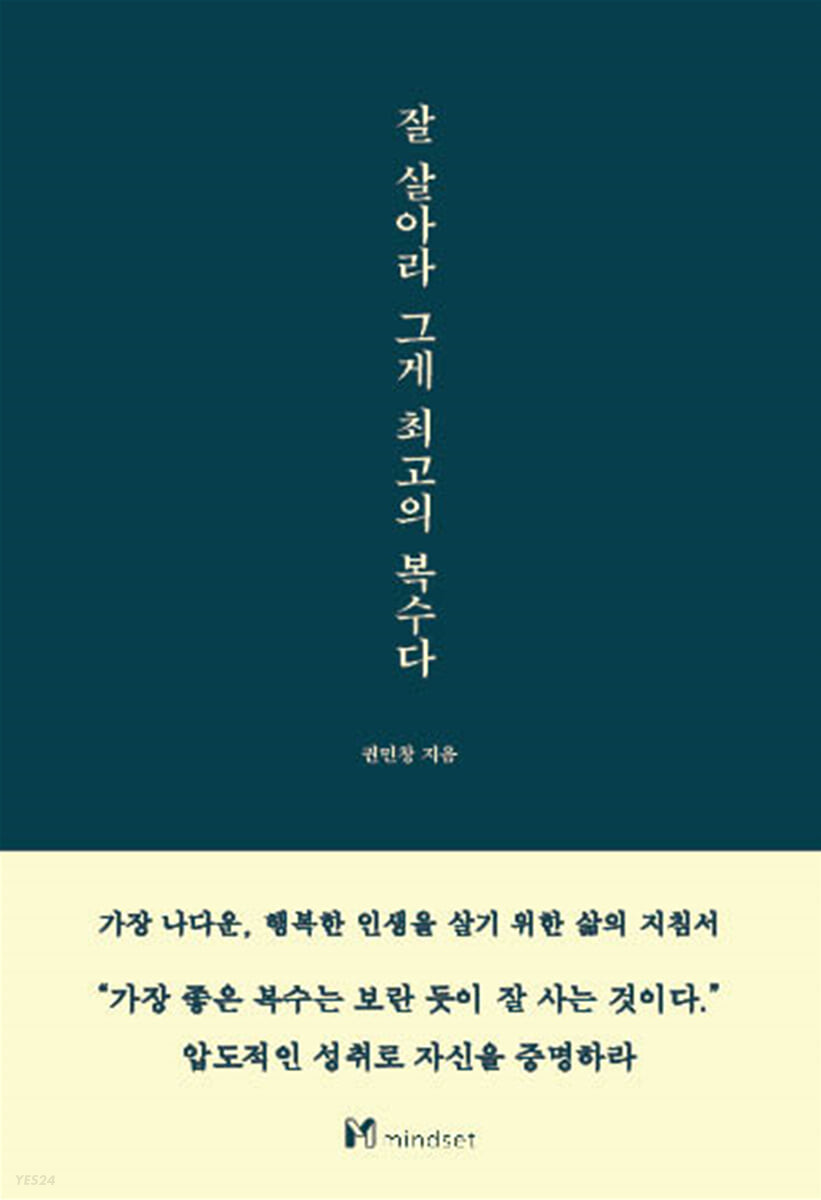 잘 살아라 그게 최고의 복수다
권민창 지음
가장 나다운, 행복한 인생을 살기 위한 삶의 지침서
“가장 좋은 복수는 보란 듯이 잘 사는 것이다.”
압도적인 성취로 자신을 증명하라
M mindset
YES24